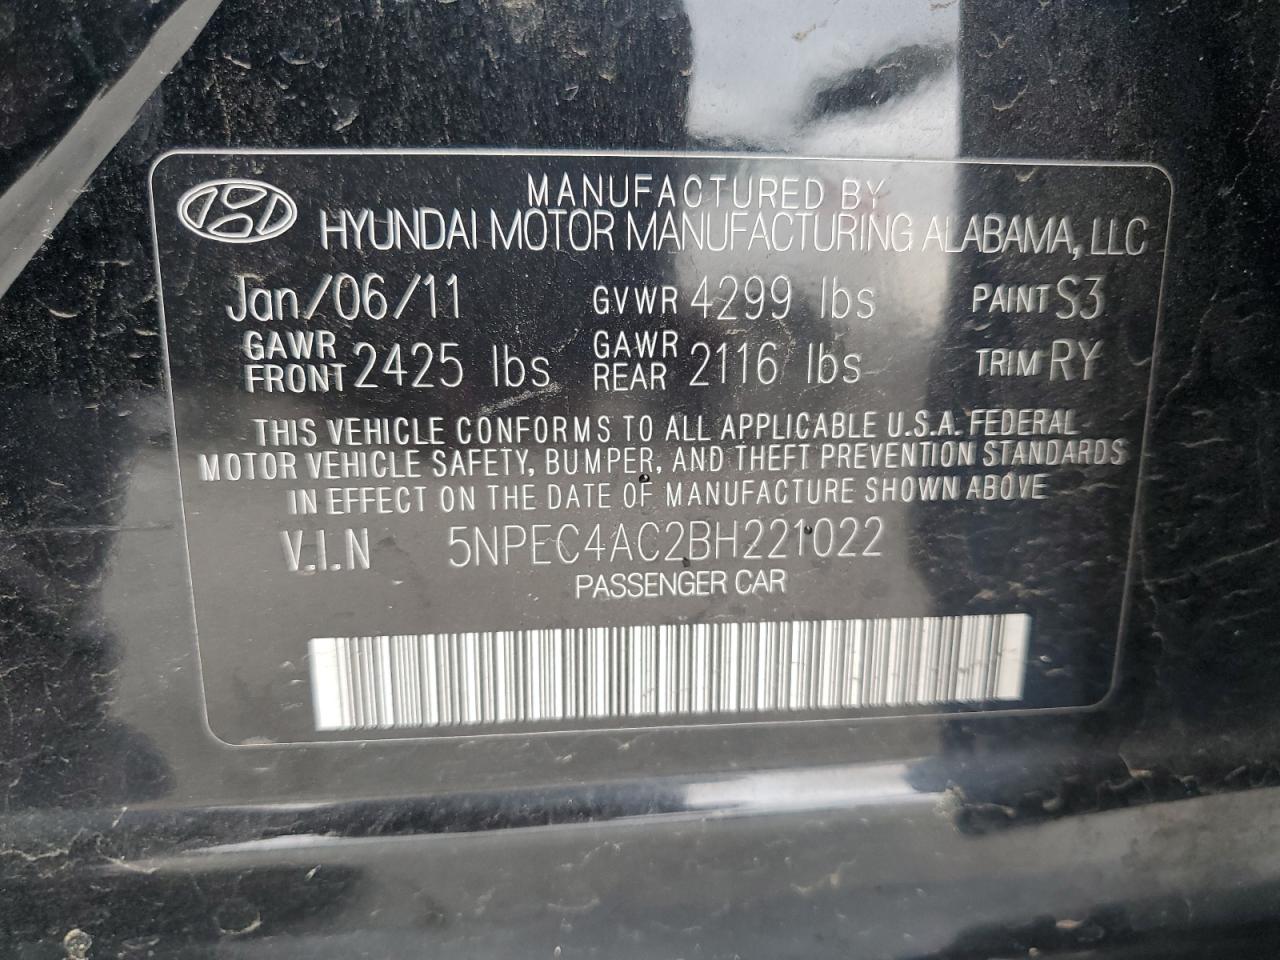 MANUFACTURED BY
HYUNDAI MOTOR MANUFACTURING ALABAMA, LLC
Jan/06/11 GVWR 4299 lbs PAINT S3
GAWR FRONT 2425 lbs GAWR REAR 2116 lbs TRIM RY
THIS VEHICLE CONFORMS TO ALL APPLICABLE U.S.A. FEDERAL
MOTOR VEHICLE SAFETY, BUMPER, AND THEFT PREVENTION STANDARDS
IN EFFECT ON THE DATE OF MANUFACTURE SHOWN ABOVE
V.I.N 5NPEC4AC2BH221022
PASSENGER CAR